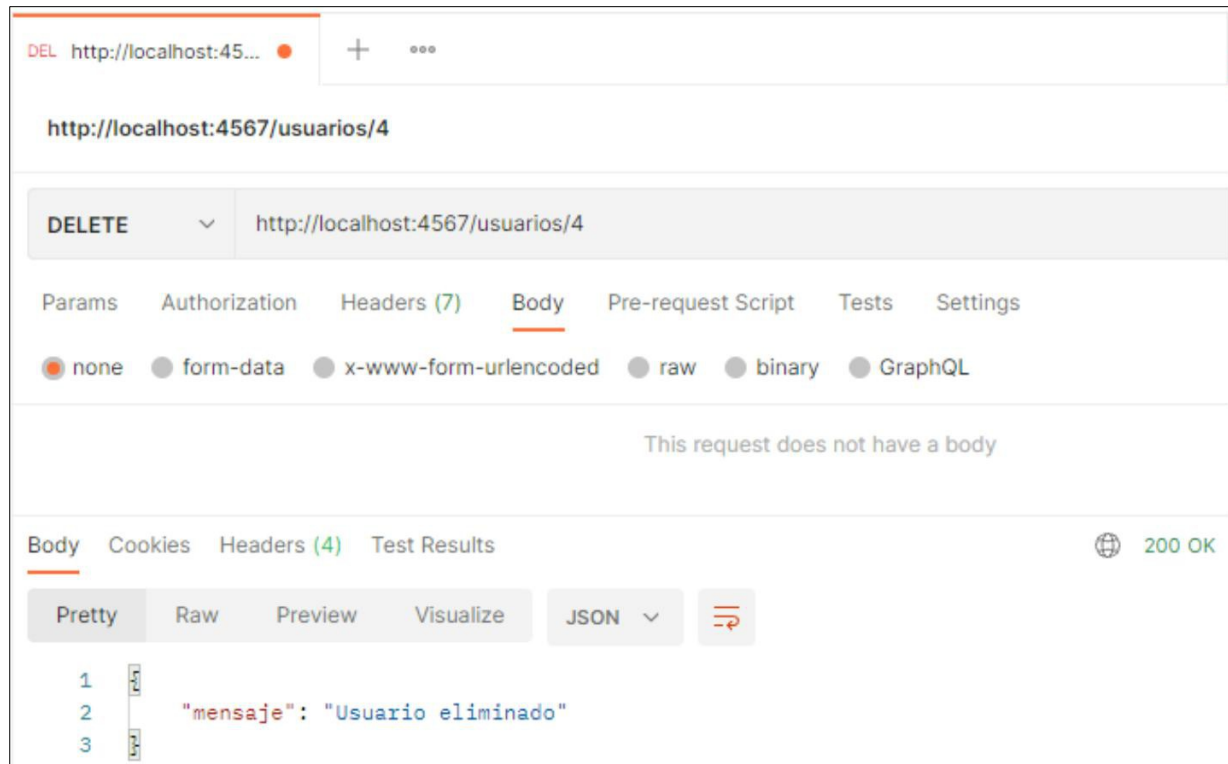 DEL http://localhost:45...
http://localhost:4567/usuarios/4
DELETE http://localhost:4567/usuarios/4
Params Authorization Headers (7) Body Pre-request Script Tests Settings
none form-data x-www-form-urlencoded raw binary GraphQL
This request does not have a body
Body Cookies Headers (4) Test Results 200 OK
Pretty Raw Preview Visualize JSON
1 {
2 "mensaje": "Usuario eliminado"
3 }